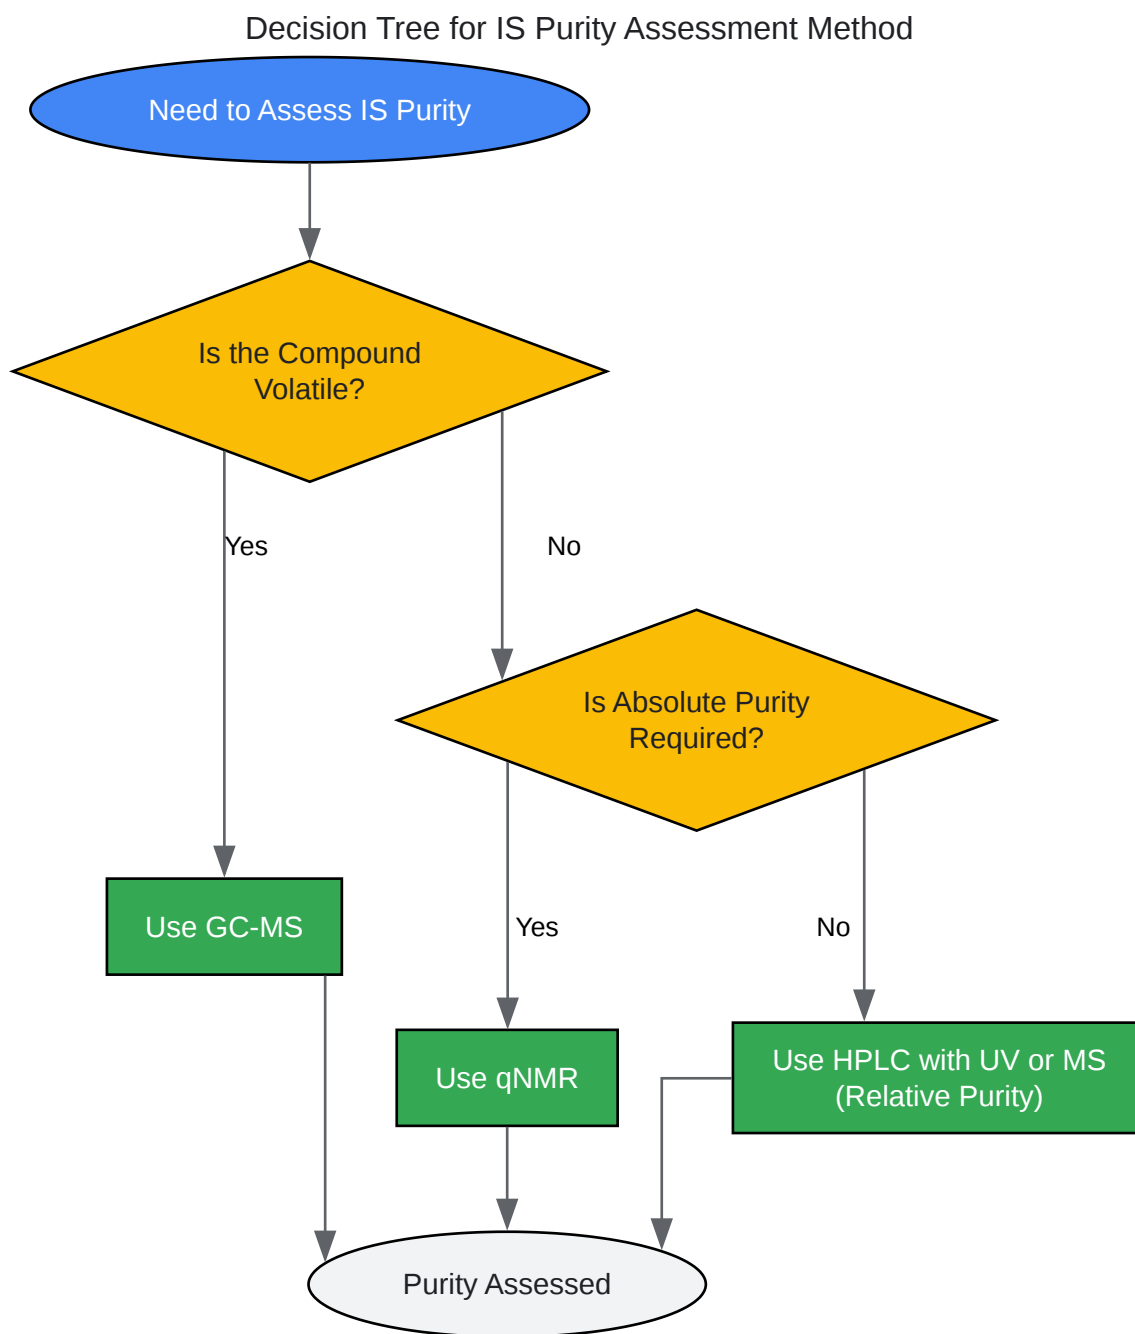 Decision Tree for IS Purity Assessment Method
Need to Assess IS Purity
Is the Compound
Volatile?
Yes
No
Is Absolute Purity
Required?
Use GC-MS
Yes
No
Use qNMR
Use HPLC with UV or MS
(Relative Purity)
Purity Assessed